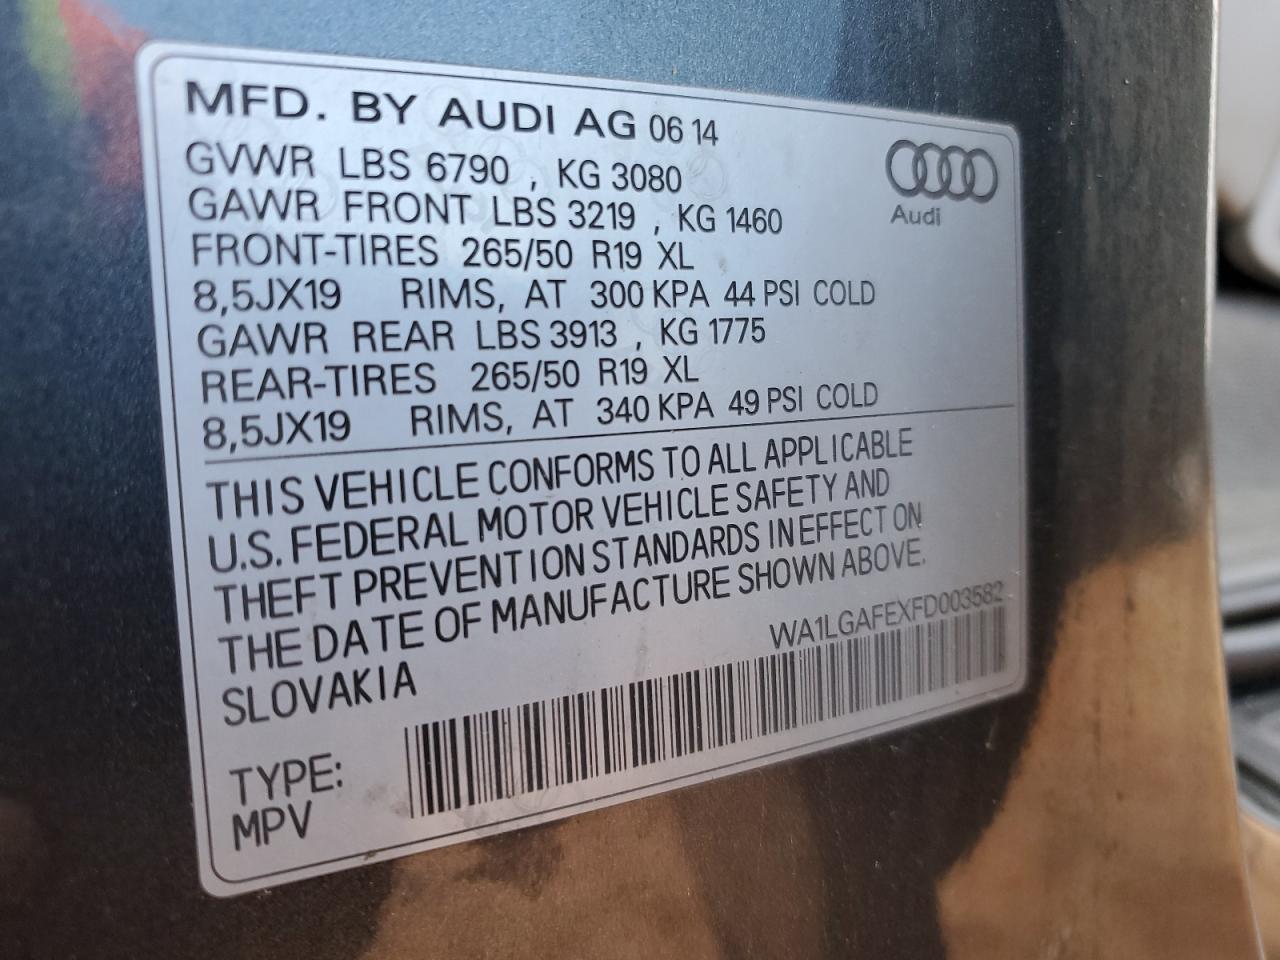 MFD. BY AUDI AG 06 14
GVWR LBS 6790 , KG 3080
GAWR FRONT LBS 3219 , KG 1460
Audi
FRONT-TIRES 265/50 R19 XL
8,5JX19 RIMS, AT 300 KPA 44 PSI COLD
GAWR REAR LBS 3913 , KG 1775
REAR-TIRES 265/50 R19 XL
8,5JX19 RIMS, AT 340 KPA 49 PSI COLD
THIS VEHICLE CONFORMS TO ALL APPLICABLE
U.S. FEDERAL MOTOR VEHICLE SAFETY AND
THEFT PREVENTION STANDARDS IN EFFECT ON
THE DATE OF MANUFACTURE SHOWN ABOVE.
SLOVAKIA
WA1LGAFEXFD003582
TYPE:
MPV